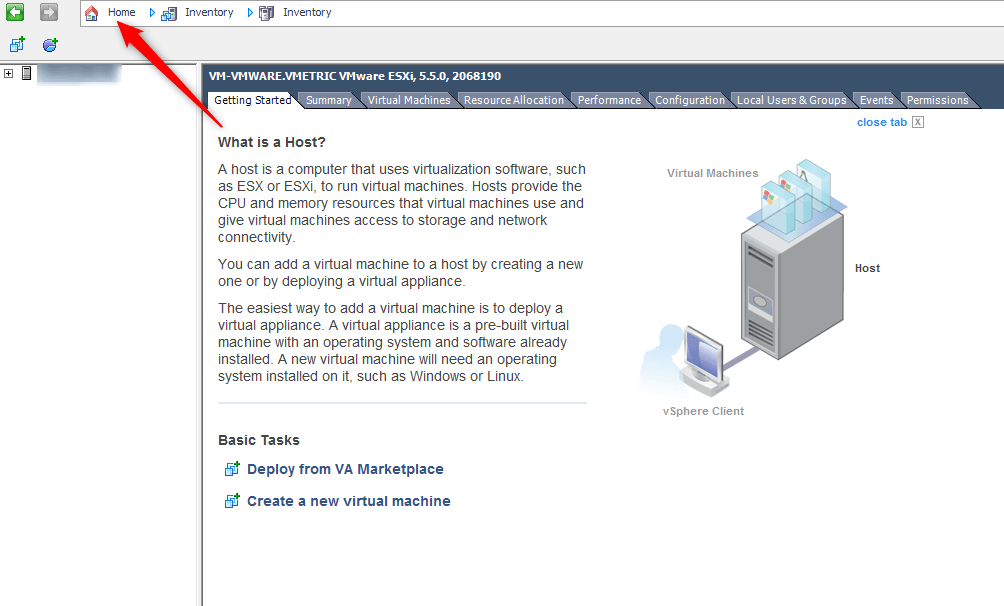 Home Inventory Inventory
VM-VMWARE.VMETRIC VMware ESXi, 5.5.0, 2068190
Getting Started Summary Virtual Machines Resource Allocation Performance Configuration Local Users & Groups Events Permissions
close tab X
What is a Host?
A host is a computer that uses virtualization software, such
as ESX or ESXi, to run virtual machines. Hosts provide the
CPU and memory resources that virtual machines use and
give virtual machines access to storage and network
connectivity.
You can add a virtual machine to a host by creating a new
one or by deploying a virtual appliance.
The easiest way to add a virtual machine is to deploy a
virtual appliance. A virtual appliance is a pre-built virtual
machine with an operating system and software already
installed. A new virtual machine will need an operating
system installed on it, such as Windows or Linux.
Virtual Machines
Host
vSphere Client
Basic Tasks
Deploy from VA Marketplace
Create a new virtual machine